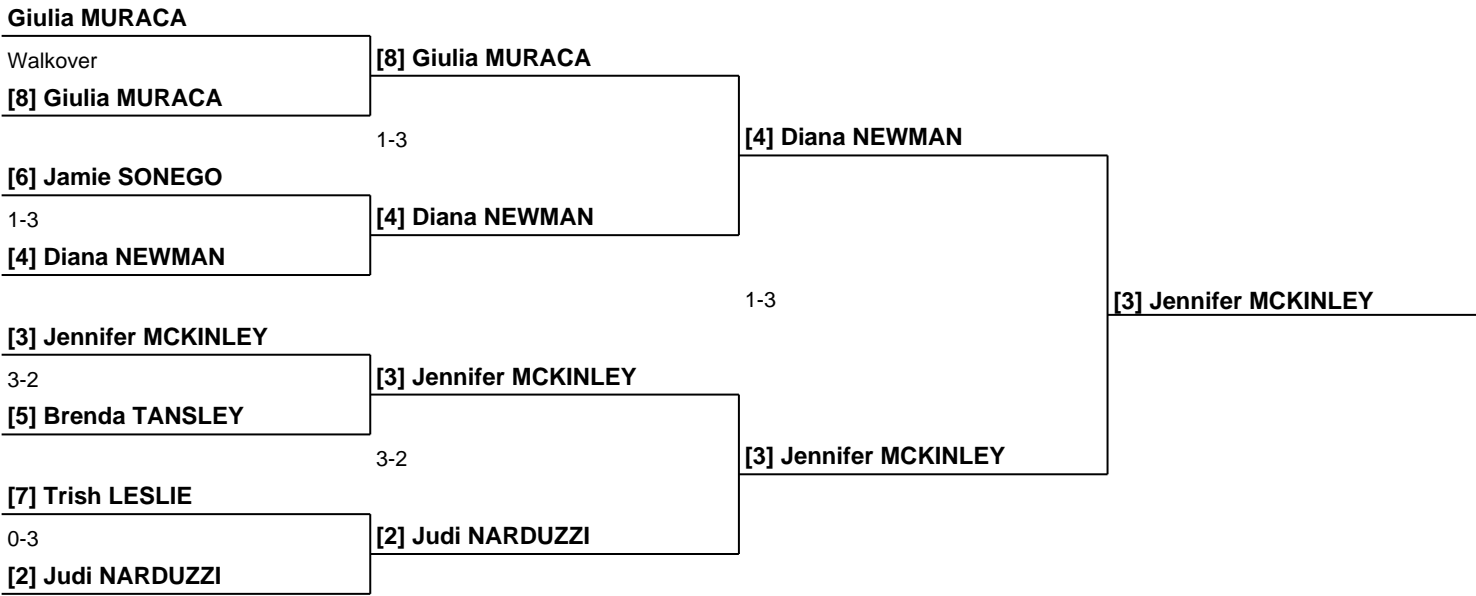 Giulia MURACA
Walkover
[8] Giulia MURACA
[8] Giulia MURACA
1-3
[4] Diana NEWMAN
[6] Jamie SONEGO
1-3
[4] Diana NEWMAN
[4] Diana NEWMAN
1-3
[3] Jennifer MCKINLEY
[3] Jennifer MCKINLEY
3-2
[3] Jennifer MCKINLEY
[5] Brenda TANSLEY
3-2
[3] Jennifer MCKINLEY
[7] Trish LESLIE
0-3
[2] Judi NARDUZZI
[2] Judi NARDUZZI